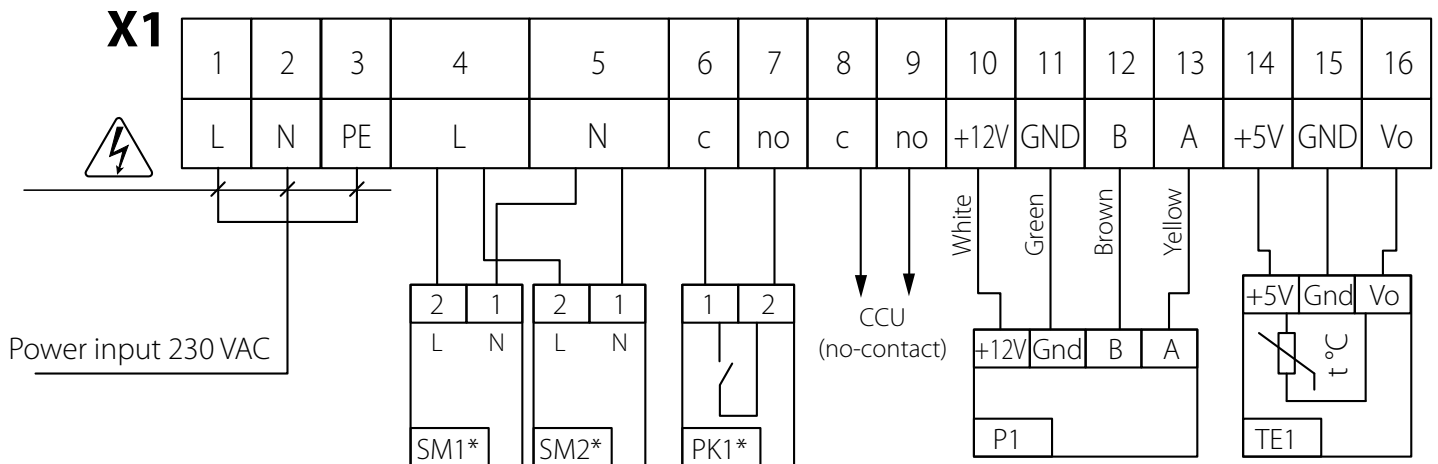 X1
1 2 3 4 5 6 7 8 9 10 11 12 13 14 15 16
L N PE L N c no c no +12V GND B A +5V GND Vo
White Green Brown Yellow
2 1 2 1 1 2
L N L N
CCU
(no-contact)
+12V Gnd B A
+5V Gnd Vo
t °C
Power input 230 VAC
SM1* SM2* PK1* P1 TE1